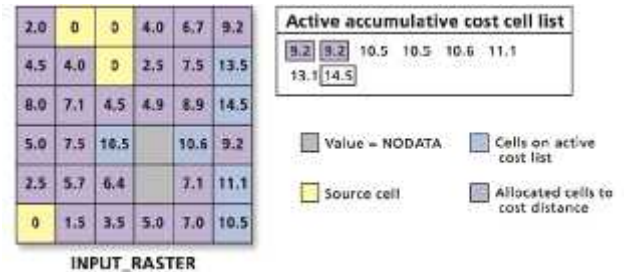 2.0 0 0 4.0 6.7 9.2
4.5 4.0 0 2.5 7.5 13.5
8.0 7.1 4.5 4.9 8.9 14.5
5.0 7.5 10.5 10.6 9.2
2.5 5.7 6.4 7.1 11.1
0 1.5 3.5 5.0 7.0 10.5
INPUT_RASTER
Active accumulative cost cell list
9.2 9.2 10.5 10.5 10.6 11.1
13.1 14.5
Value = NODATA
Cells on active
cost list
Source cell
Allocated cells to
cost distance